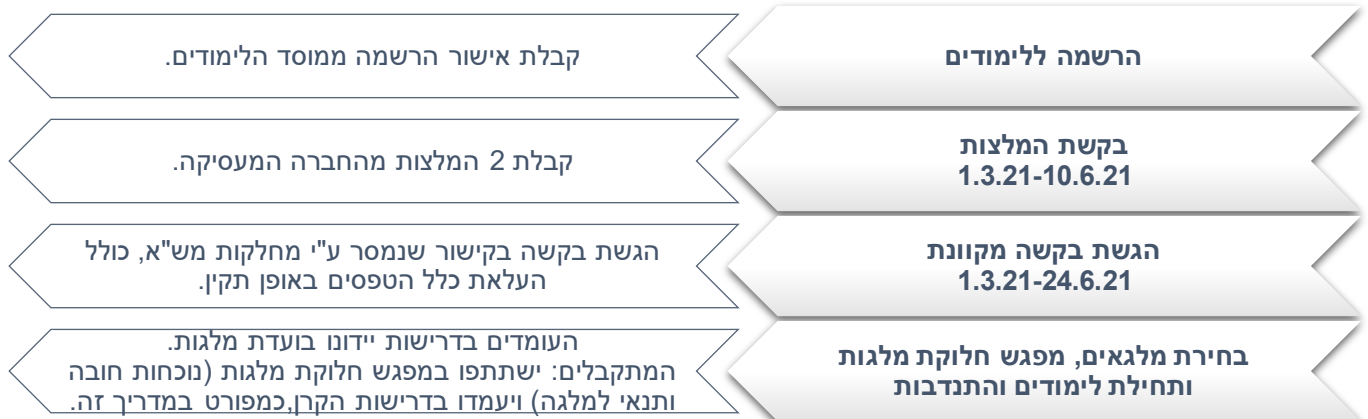 הרשמה ללימודים
קבלת אישור הרשמה ממוסד הלימודים.
בקשת המלצות
1.3.21-10.6.21
קבלת 2 המלצות מהחברה המעסיקה.
הגשת בקשה מקוונת
1.3.21-24.6.21
הגשת בקשה בקישור שנמסר ע"י מחלקות מש"א, כולל
העלאת כלל הטפסים באופן תקין.
בחירת מלגאים, מפגש חלוקת מלגות
ותחילת לימודים והתנדבות
העומדים בדרישות יידונו בועדת מלגות.
המתקבלים: ישתתפו במפגש חלוקת מלגות (נוכחות חובה
ותנאי למלגה) ויעמדו בדרישות הקרן,כמפורט במדריך זה.